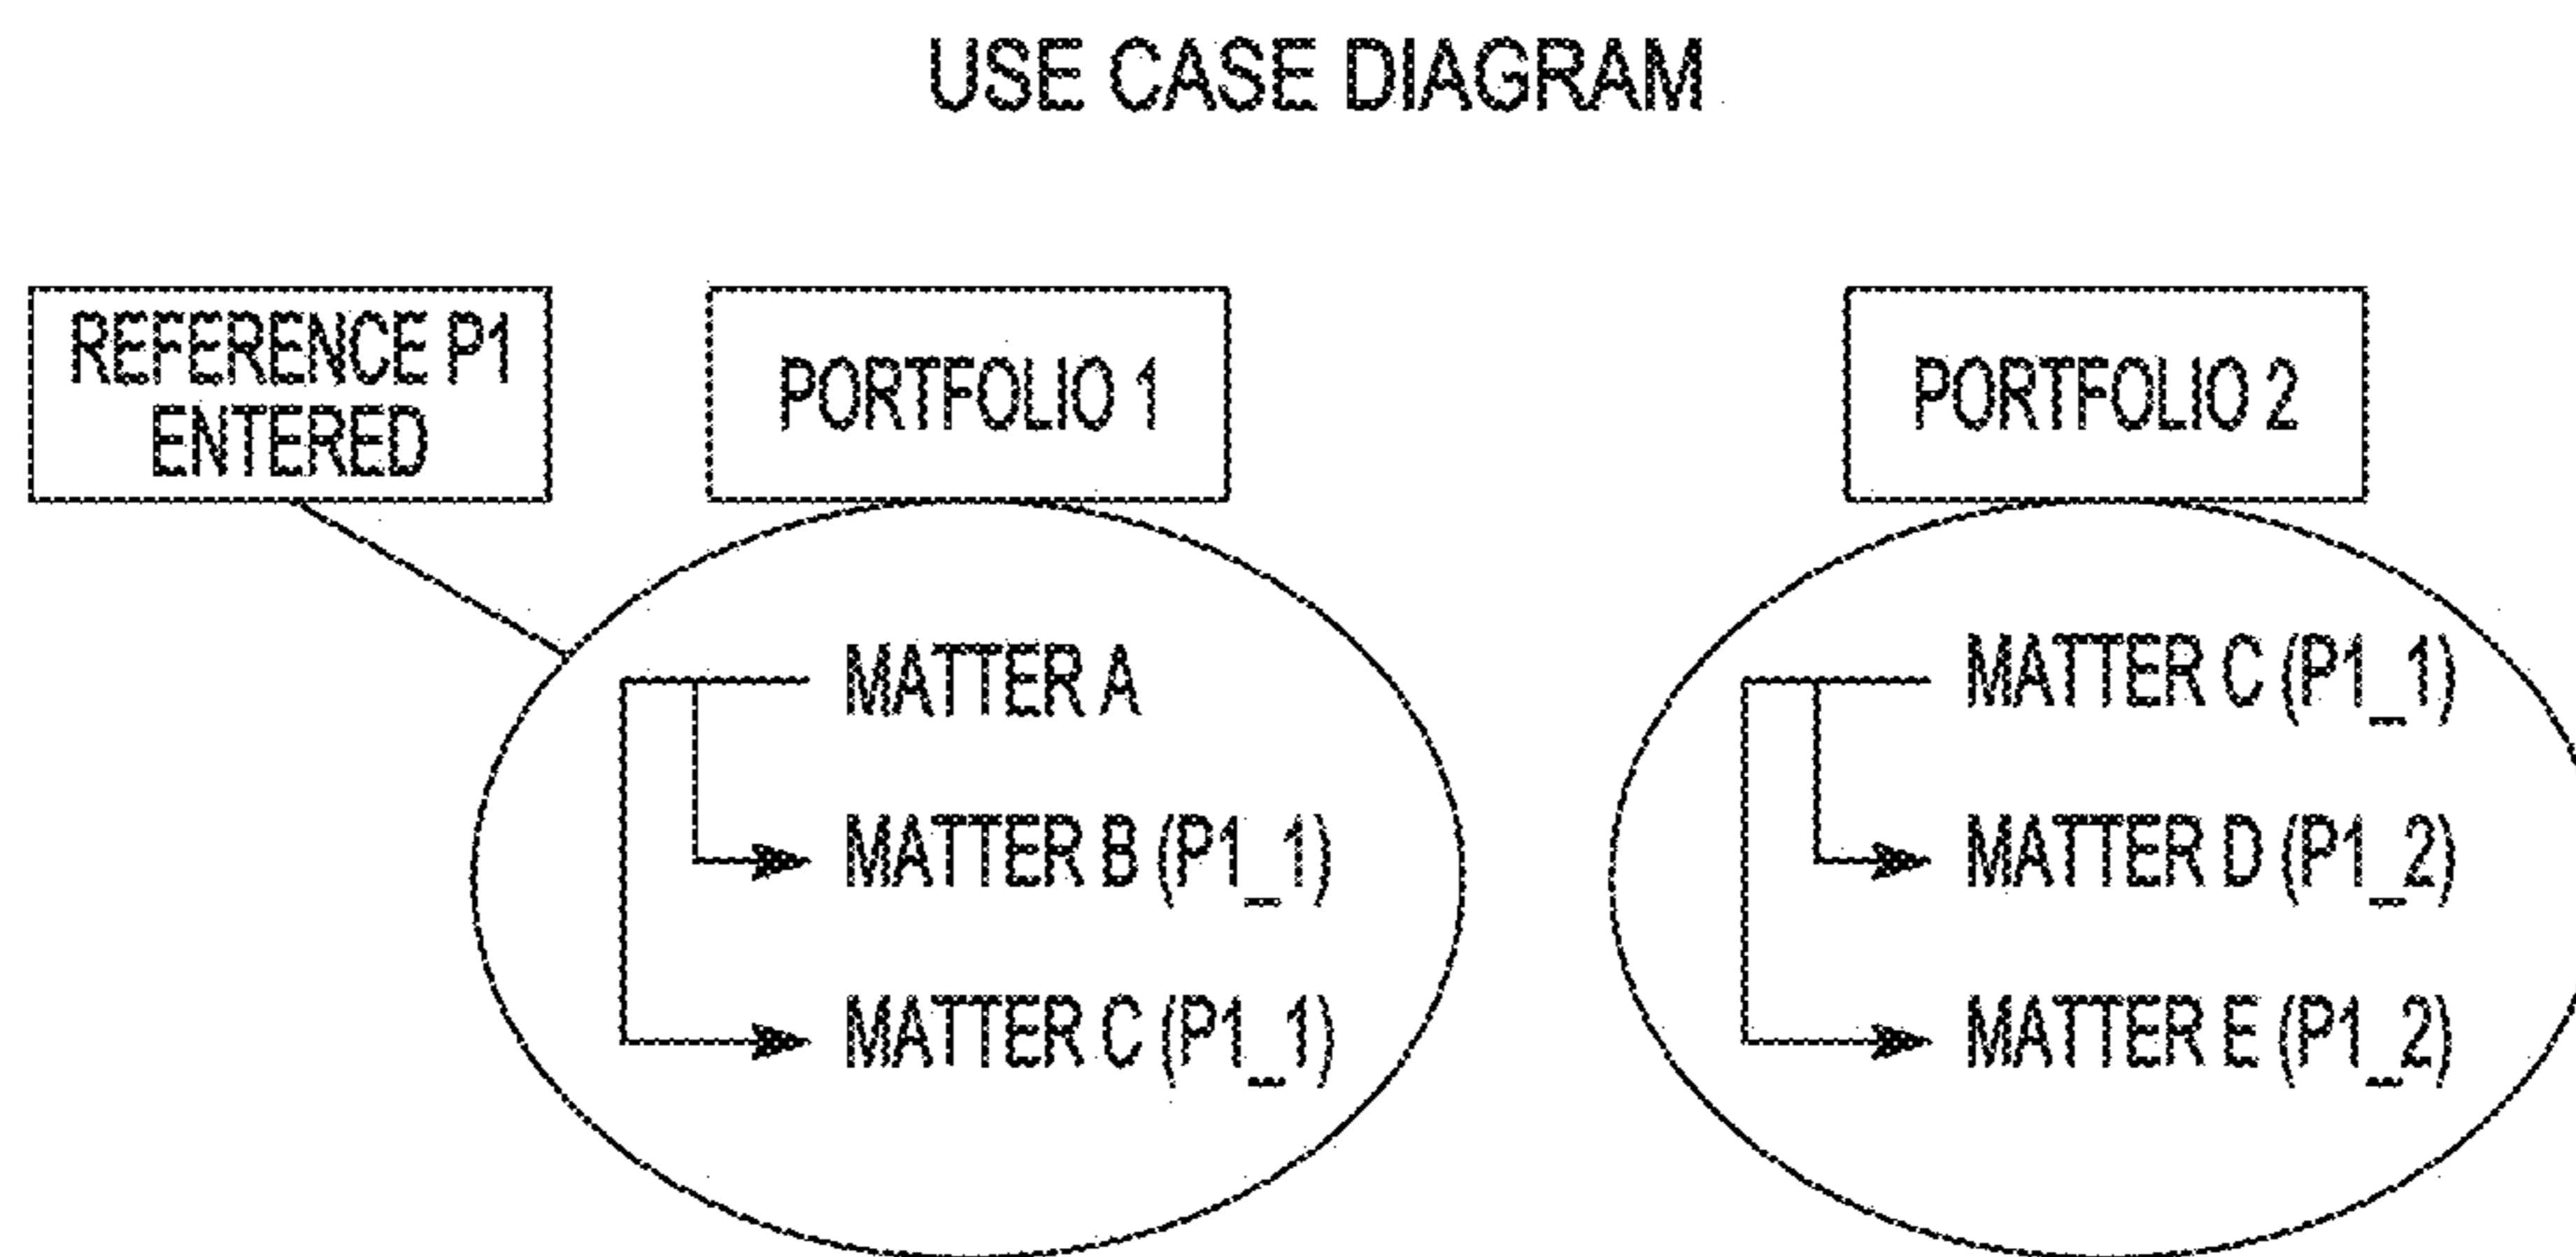 USE CASE DIAGRAM
REFERENCE P1
ENTERED
PORTFOLIO 1
PORTFOLIO 2
MATTER A
MATTER B (P1_1)
MATTER C (P1_1)
MATTER C (P1_1)
MATTER D (P1_2)
MATTER E (P1_2)